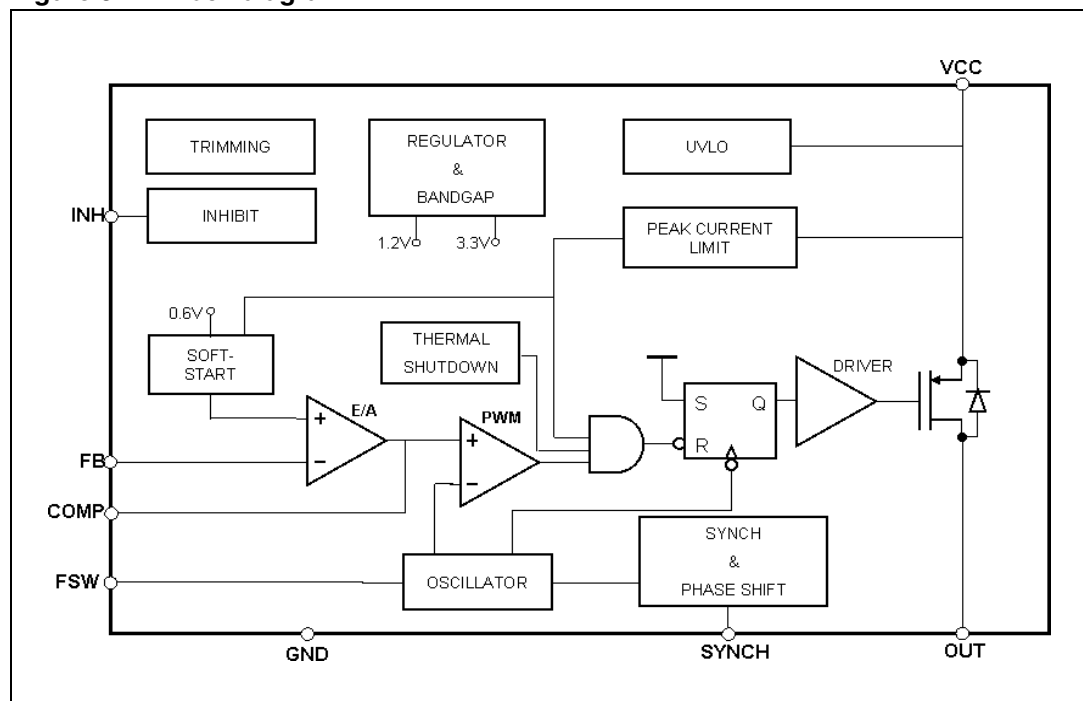 VCC
TRIMMING
REGULATOR
&
BANDGAP
UVLO
INH
INHIBIT
1.2V
3.3V
PEAK CURRENT
LIMIT
0.6V
SOFT-
START
THERMAL
SHUTDOWN
DRIVER
E/A
PWM
S
Q
R
+
-
+
-
FB
COMP
FSW
OSCILLATOR
SYNCH
&
PHASE SHIFT
GND
SYNCH
OUT